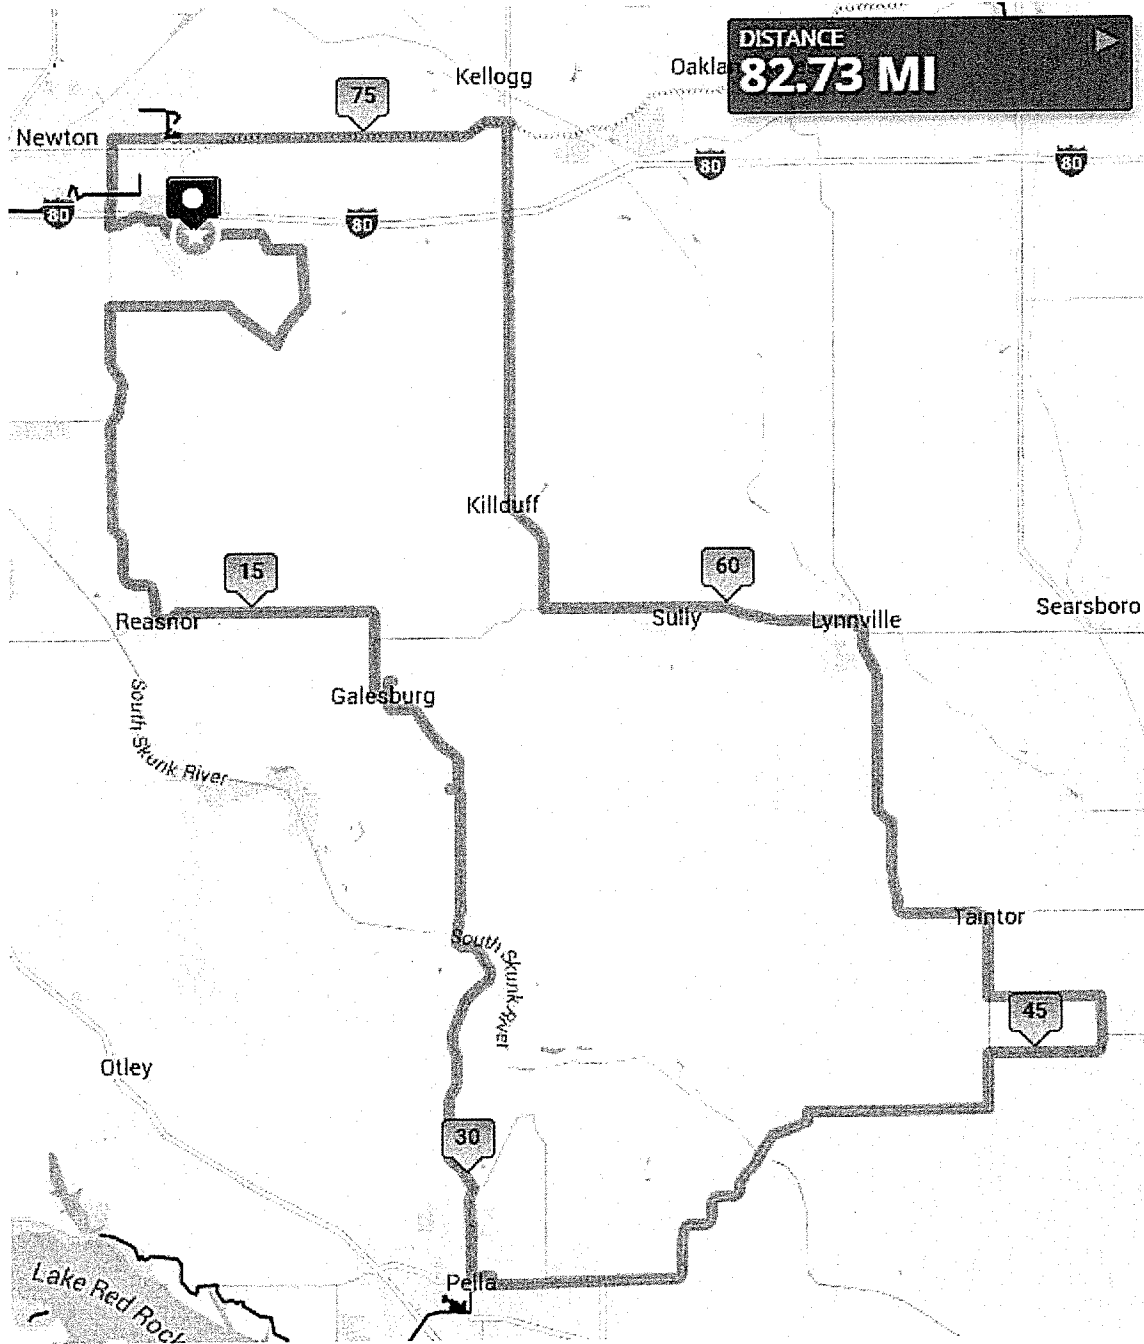 DISTANCE
82.73 MI
Kellogg
75
Newton
80
80
80
80
Killduff
15
60
Reasnor
Sully
Lynnville
Searsboro
Galesburg
South Skunk River
Taintor
South Skunk River
45
Otley
30
Pella
Lake Red Rock